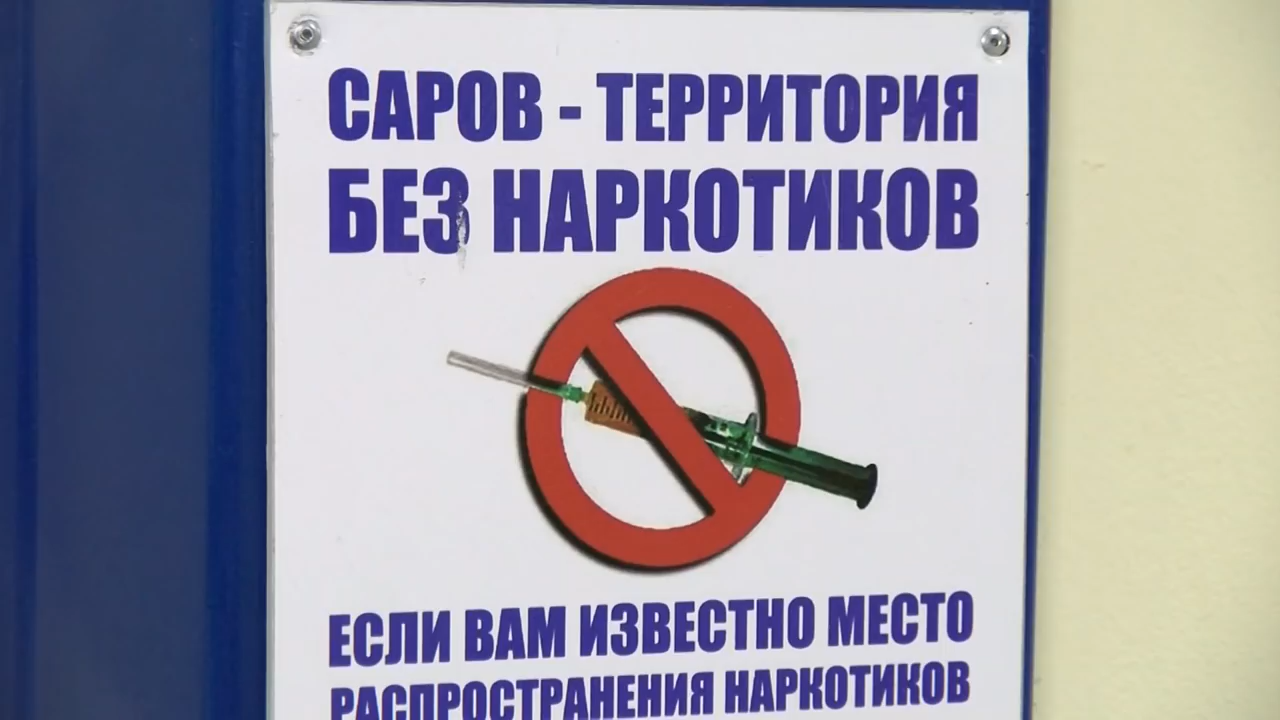 САРОВ - ТЕРРИТОРИЯ
БЕЗ НАРКОТИКОВ
ЕСЛИ ВАМ ИЗВЕСТНО МЕСТО
РАСПРОСТРАНЕНИЯ НАРКОТИКОВ